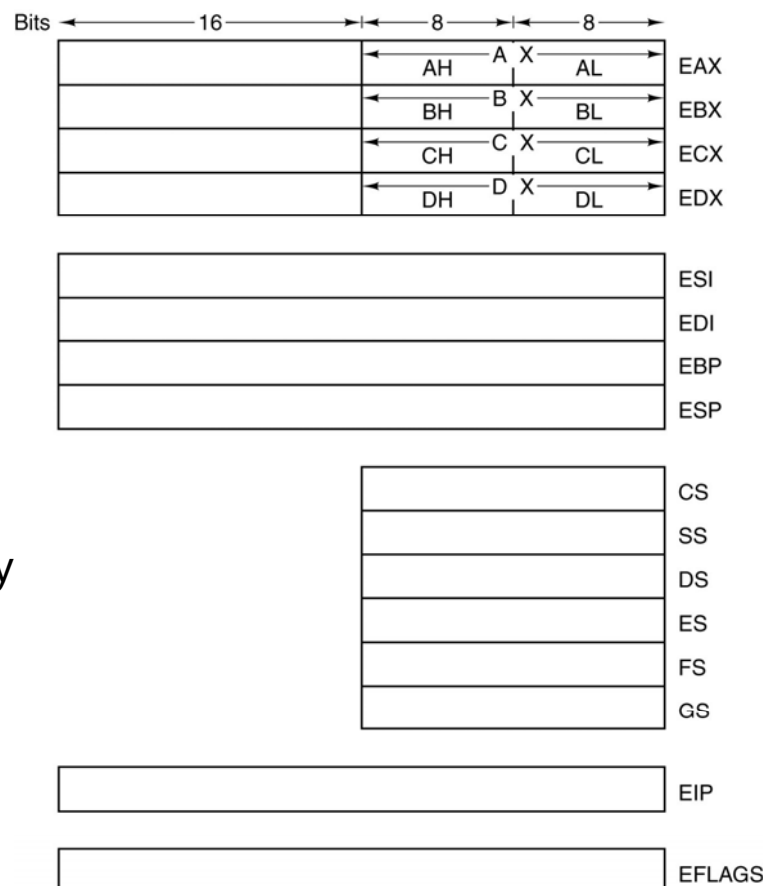 Bits 16 8 8
A X
AH AL EAX
B X
BH BL EBX
C X
CH CL ECX
D X
DH DL EDX
ESI
EDI
EBP
ESP
CS
SS
y
DS
ES
FS
GS
EIP
EFLAGS